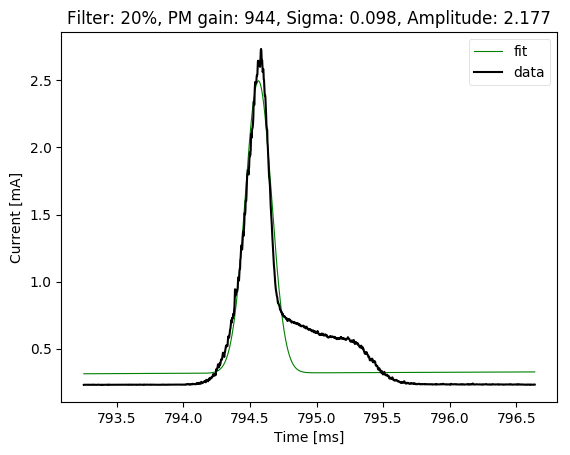 Filter: 20%, PM gain: 944, Sigma: 0.098, Amplitude: 2.177
fit
data
2.5
2.0
1.5
1.0
0.5
Current [mA]
793.5 794.0 794.5 795.0 795.5 796.0 796.5
Time [ms]